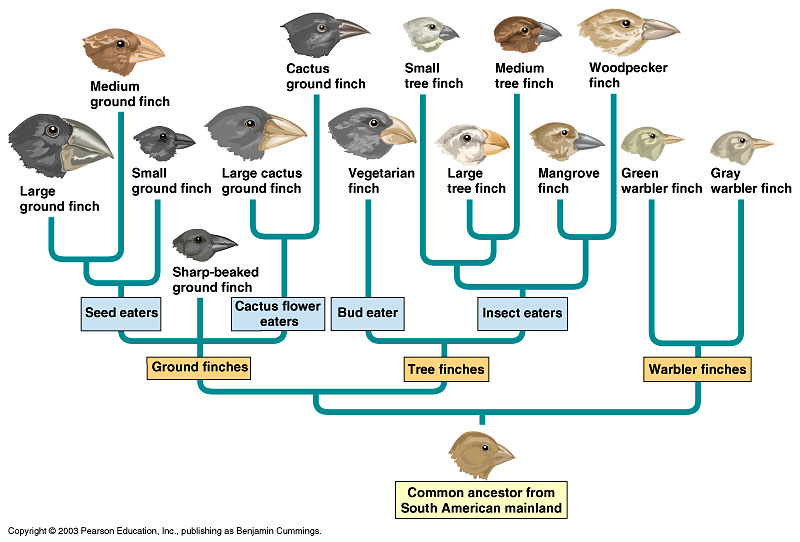 Medium
ground finch
Cactus
ground finch
Small
tree finch
Medium
tree finch
Woodpecker
finch
Large
ground finch
Small
ground finch
Large cactus
ground finch
Vegetarian
finch
Large
tree finch
Mangrove
finch
Green
warbler finch
Gray
warbler finch
Sharp-beaked
ground finch
Seed eaters
Cactus flower
eaters
Bud eater
Insect eaters
Ground finches
Tree finches
Warbler finches
Common ancestor from
South American mainland
Copyright © 2003 Pearson Education, Inc., publishing as Benjamin Cummings.